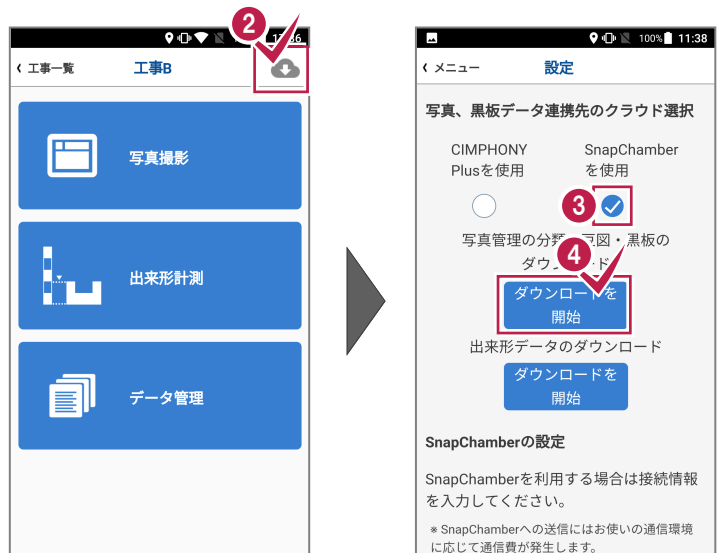 2
工事一覧
工事B
写真撮影
出来形計測
データ管理
100% 11:38
メニュー
設定
写真、黒板データ連携先のクラウド選択
CIMPHONY
Plusを使用
SnapChamber
を使用
3
写真管理の分類 豆図・黒板の
4
ダウ ード
ダウンロードを
開始
出来形データのダウンロード
ダウンロードを
開始
SnapChamberの設定
SnapChamberを利用する場合は接続情報
を入力してください。
※ SnapChamberへの送信にはお使いの通信環境
に応じて通信費が発生します。